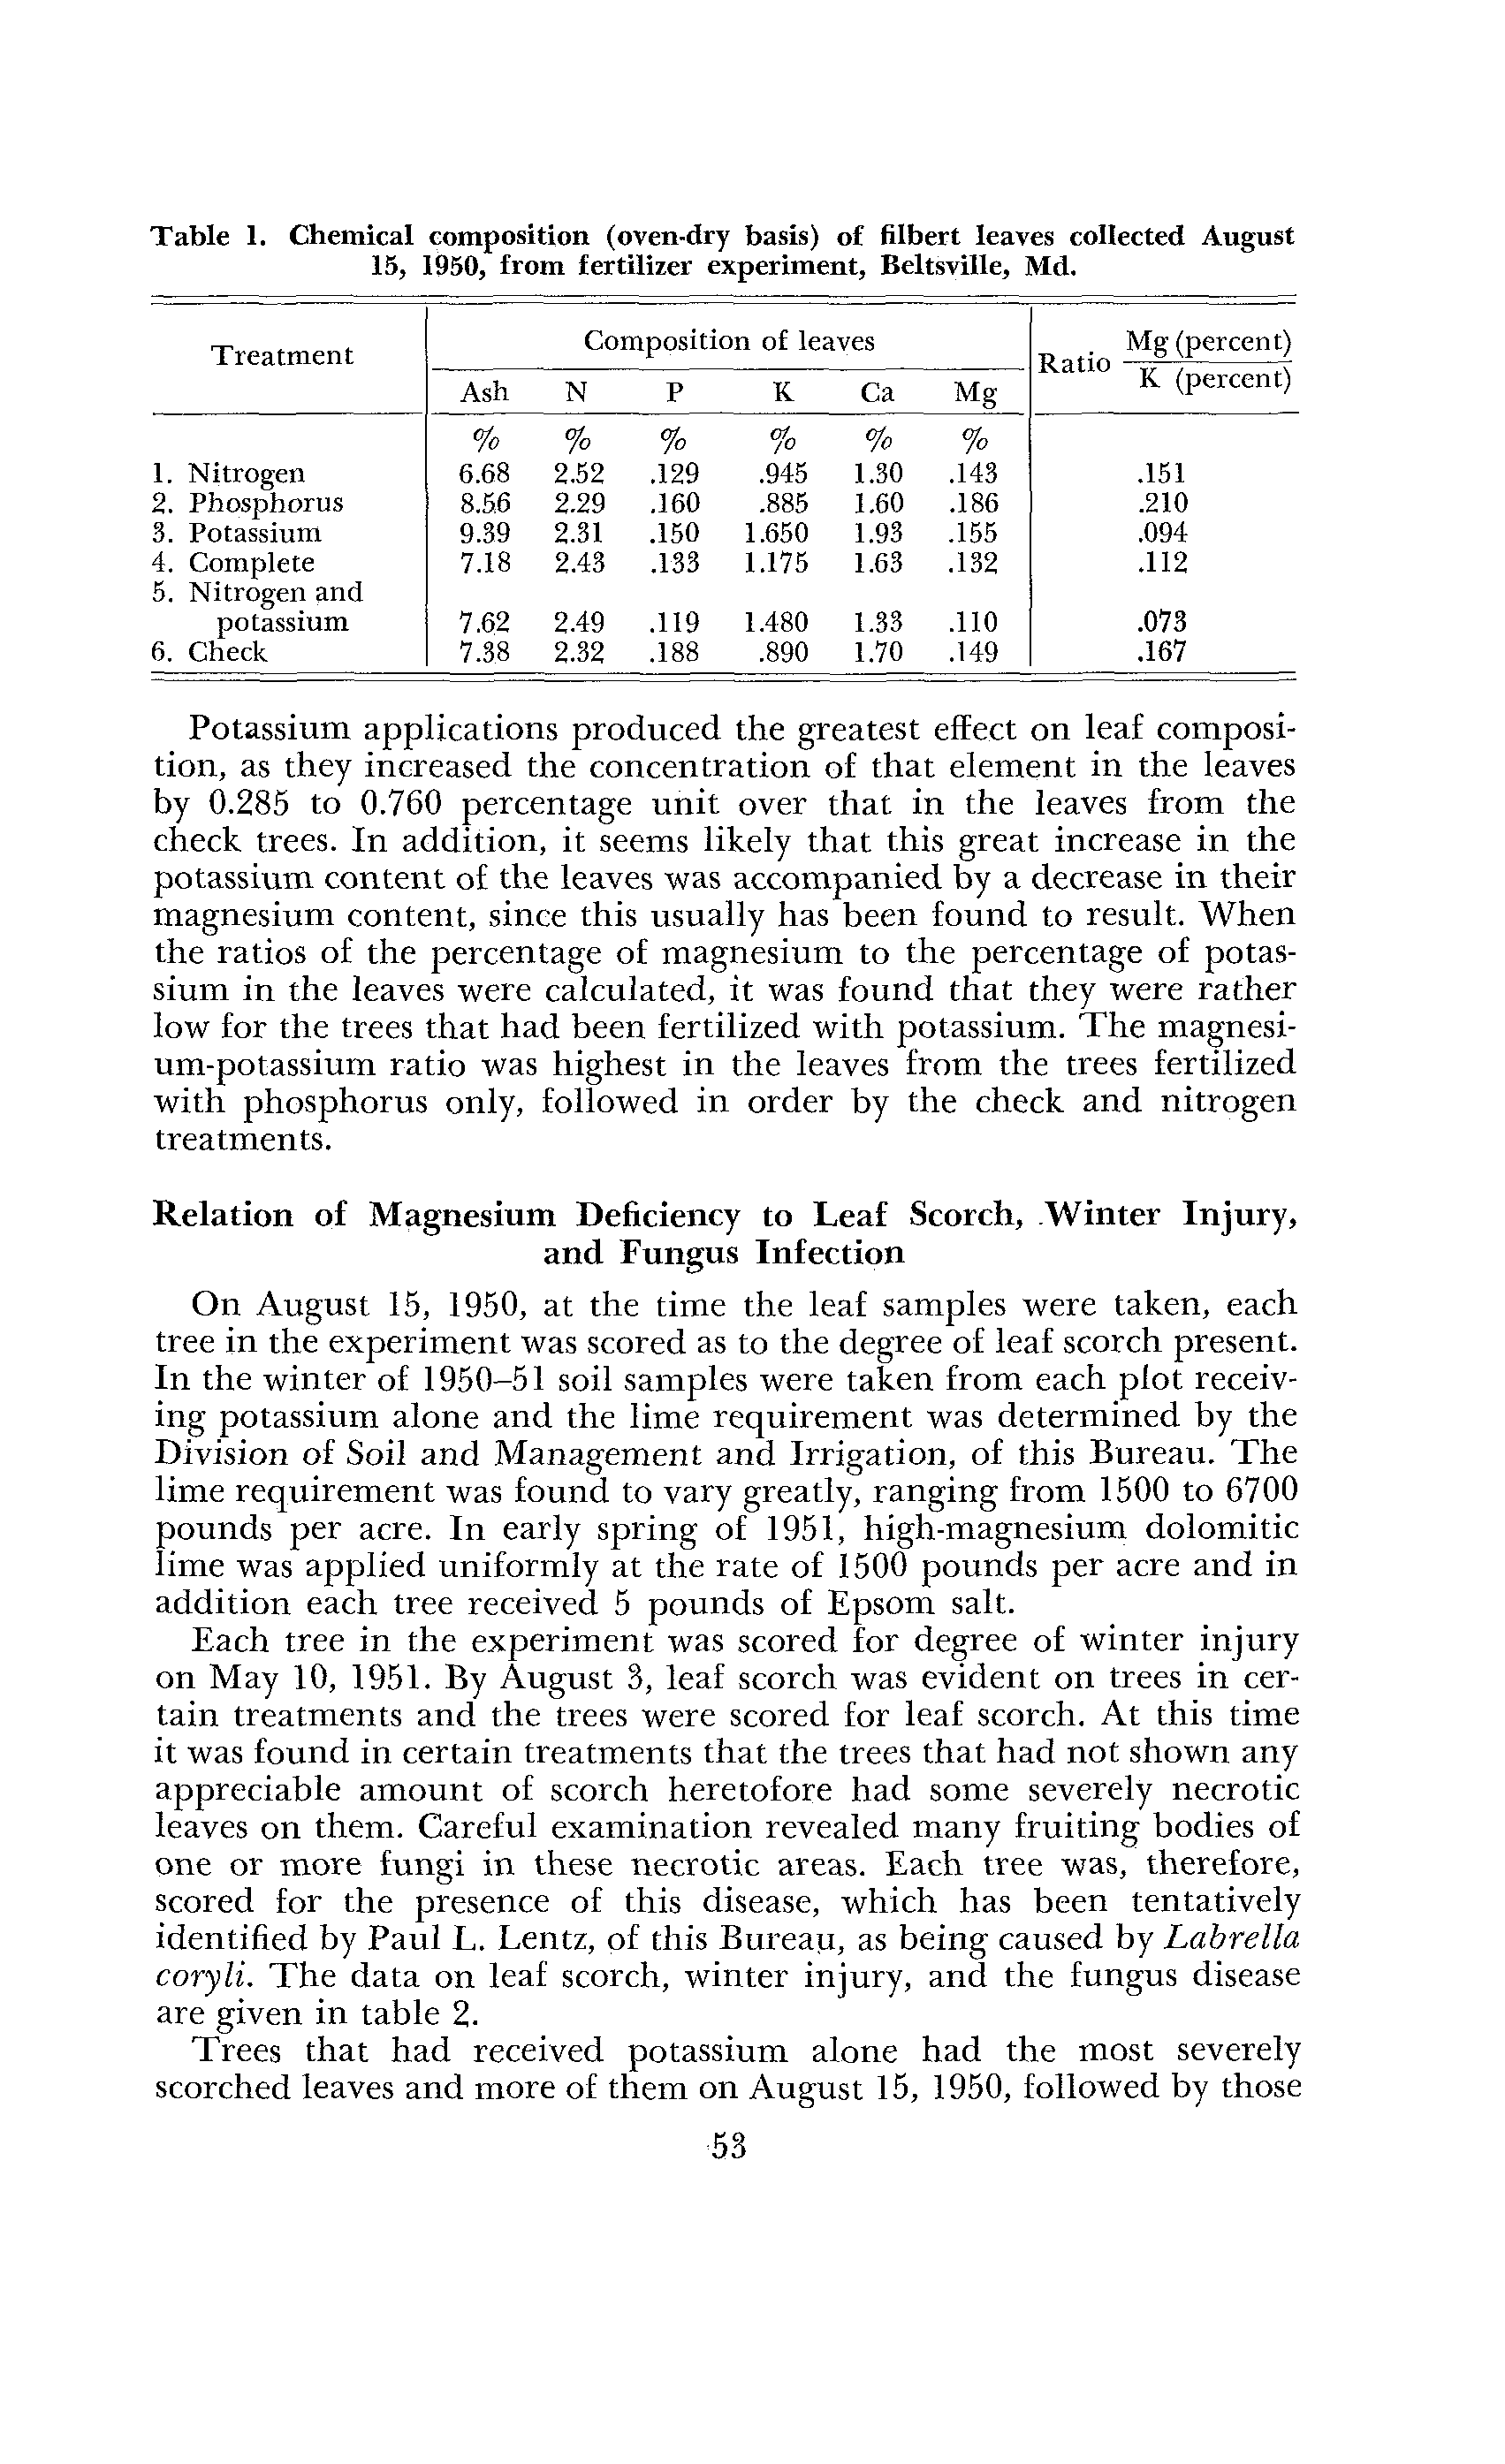 Table 1. Chemical composition (oven-dry basis) of filbert leaves collected August
15, 1950, from fertilizer experiment, Beltsville, Md.
Treatment Composition of leaves Ratio Mg (percent)
K (percent)
Ash N P K Ca Mg
% % % % % %
1. Nitrogen 6.68 2.52 .129 .945 1.30 .143 .151
2. Phosphorus 8.56 2.29 .160 .885 1.60 .186 .210
3. Potassium 9.39 2.31 .150 1.650 1.93 .155 .094
4. Complete 7.18 2.43 .133 1.175 1.63 .132 .112
5. Nitrogen and
potassium 7.62 2.49 .119 1.480 1.33 .110 .073
6. Check 7.38 2.32 .188 .890 1.70 .149 .167
Potassium applications produced the greatest effect on leaf composi-
tion, as they increased the concentration of that element in the leaves
by 0.285 to 0.760 percentage unit over that in the leaves from the
check trees. In addition, it seems likely that this great increase in the
potassium content of the leaves was accompanied by a decrease in their
magnesium content, since this usually has been found to result. When
the ratios of the percentage of magnesium to the percentage of potas-
sium in the leaves were calculated, it was found that they were rather
low for the trees that had been fertilized with potassium. The magnesi-
um-potassium ratio was highest in the leaves from the trees fertilized
with phosphorus only, followed in order by the check and nitrogen
treatments.
Relation of Magnesium Deficiency to Leaf Scorch, Winter Injury,
and Fungus Infection
On August 15, 1950, at the time the leaf samples were taken, each
tree in the experiment was scored as to the degree of leaf scorch present.
In the winter of 1950–51 soil samples were taken from each plot receiv-
ing potassium alone and the lime requirement was determined by the
Division of Soil and Management and Irrigation, of this Bureau. The
lime requirement was found to vary greatly, ranging from 1500 to 6700
pounds per acre. In early spring of 1951, high-magnesium dolomitic
lime was applied uniformly at the rate of 1500 pounds per acre and in
addition each tree received 5 pounds of Epsom salt.
Each tree in the experiment was scored for degree of winter injury
on May 10, 1951. By August 3, leaf scorch was evident on trees in cer-
tain treatments and the trees were scored for leaf scorch. At this time
it was found in certain treatments that the trees that had not shown any
appreciable amount of scorch heretofore had some severely necrotic
leaves on them. Careful examination revealed many fruiting bodies of
one or more fungi in these necrotic areas. Each tree was, therefore,
scored for the presence of this disease, which has been tentatively
identified by Paul L. Lentz, of this Bureau, as being caused by Labrella
coryli. The data on leaf scorch, winter injury, and the fungus disease
are given in table 2.
Trees that had received potassium alone had the most severely
scorched leaves and more of them on August 15, 1950, followed by those
53